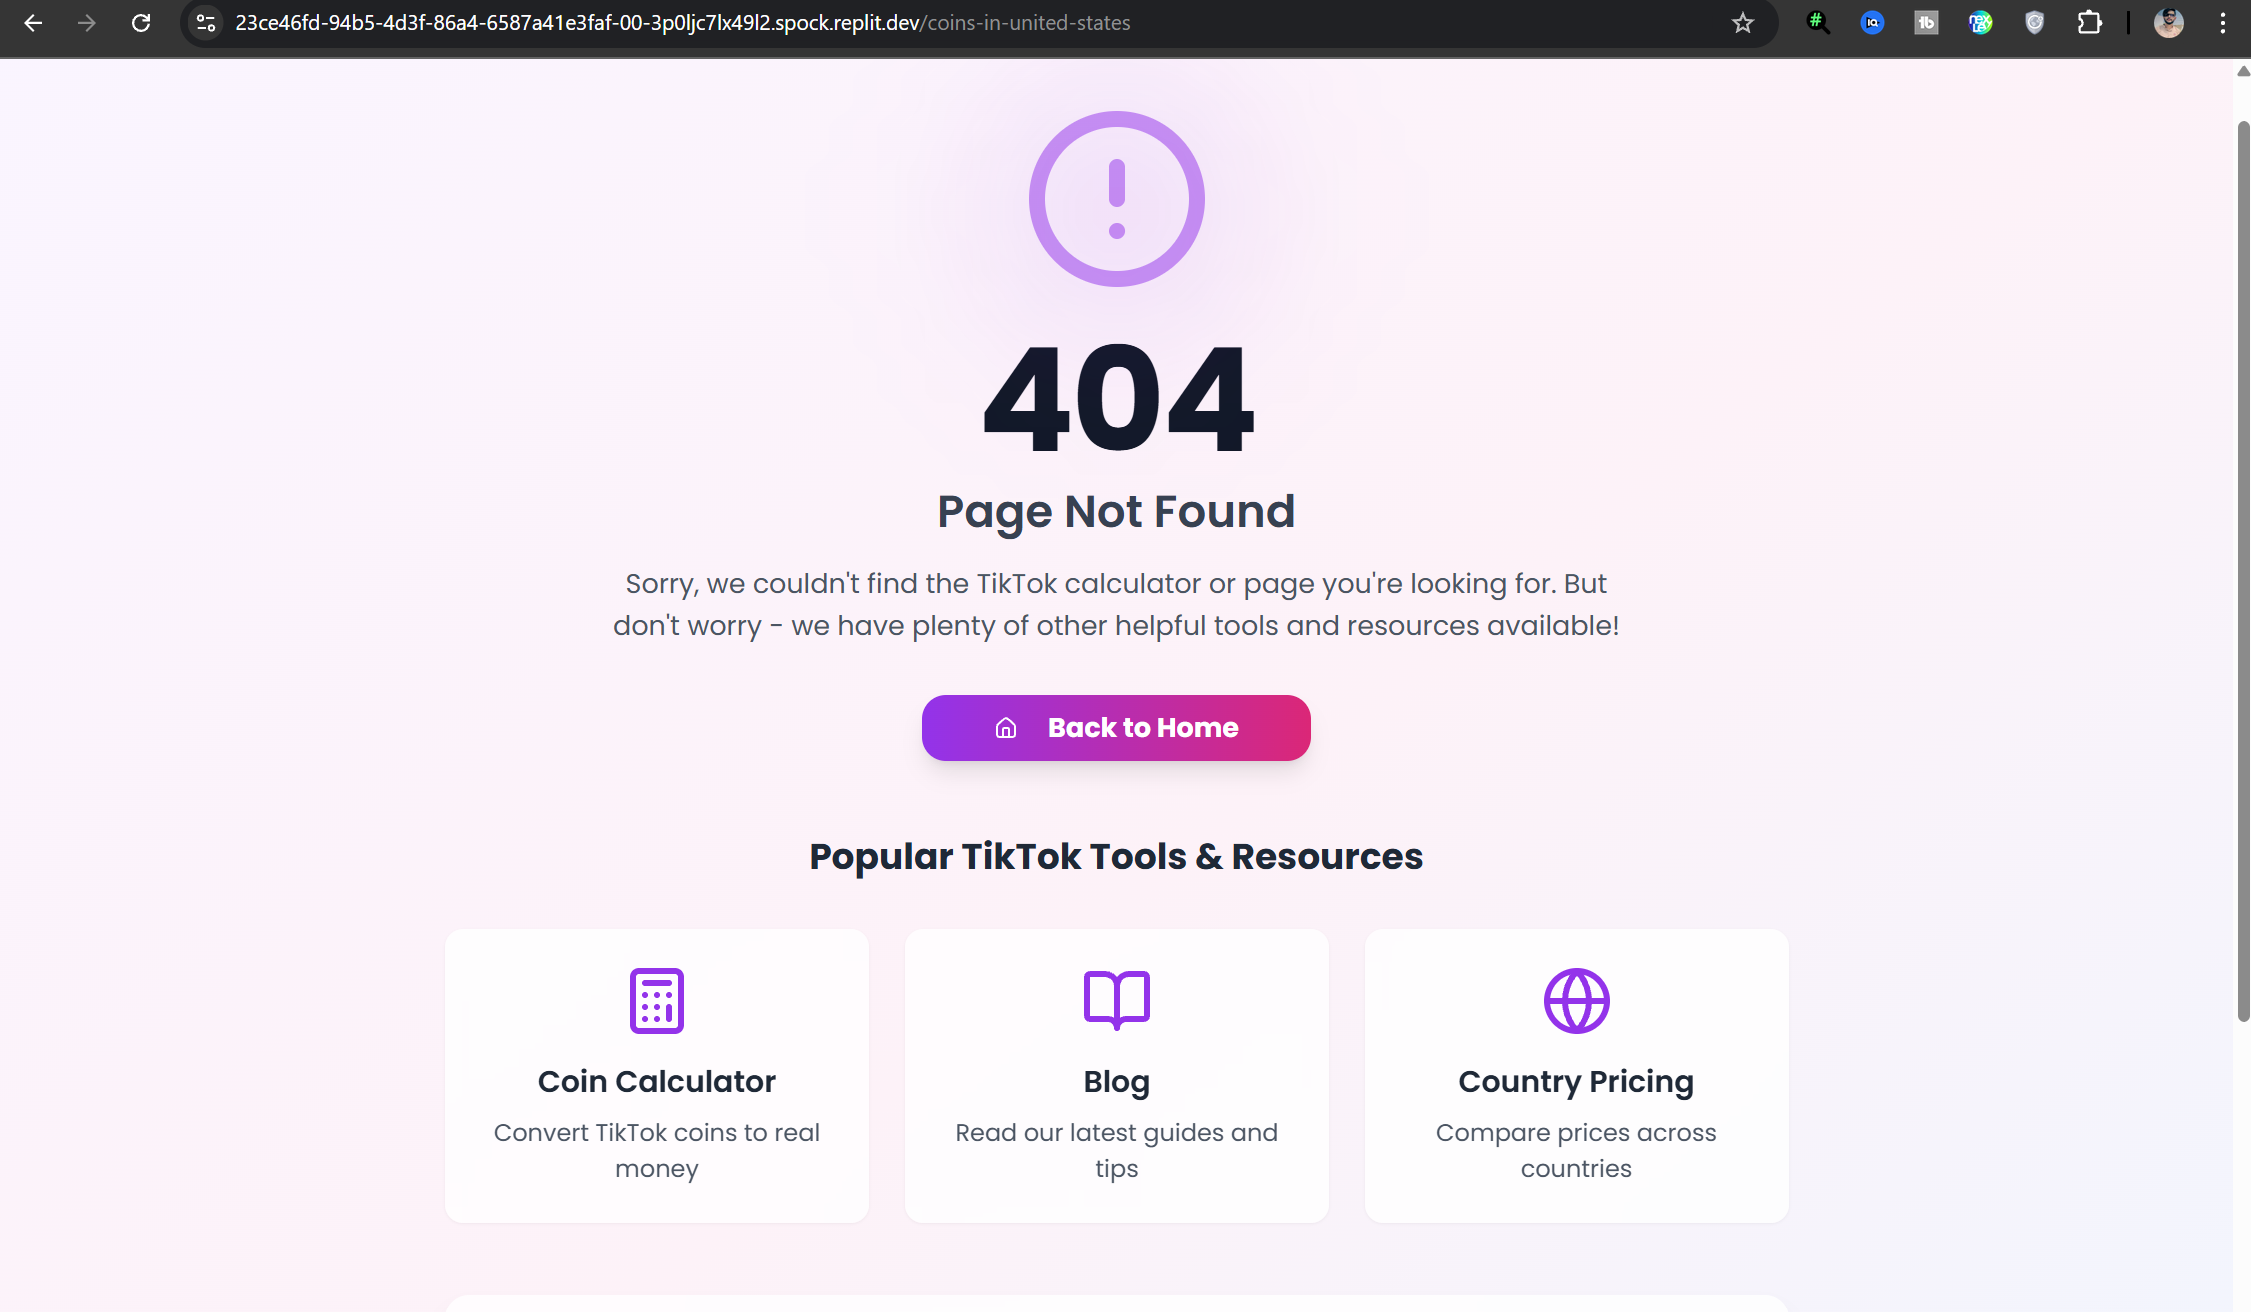 23ce46fd-94b5-4d3f-86a4-6587a41e3faf-00-3p0ljc7lx49l2.spock.replit.dev/coins-in-united-states
404
Page Not Found
Sorry, we couldn't find the TikTok calculator or page you're looking for. But
don't worry - we have plenty of other helpful tools and resources available!
Back to Home
Popular TikTok Tools & Resources
Coin Calculator
Convert TikTok coins to real
money
Blog
Read our latest guides and
tips
Country Pricing
Compare prices across
countries